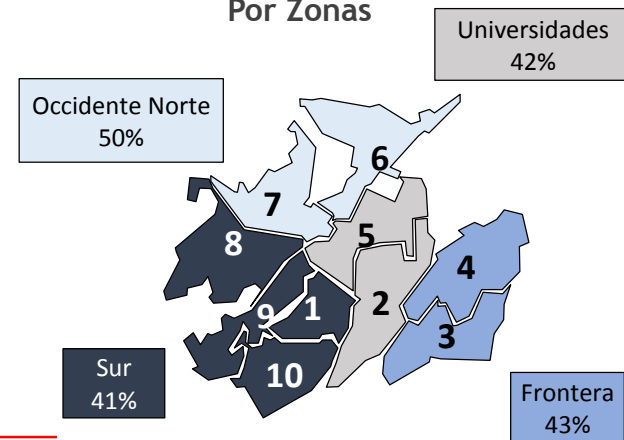 Por Zonas
Universidades
42%
Occidente Norte
50%
6
7
5
8
4
9
1
2
3
10
Sur
41%
Frontera
43%